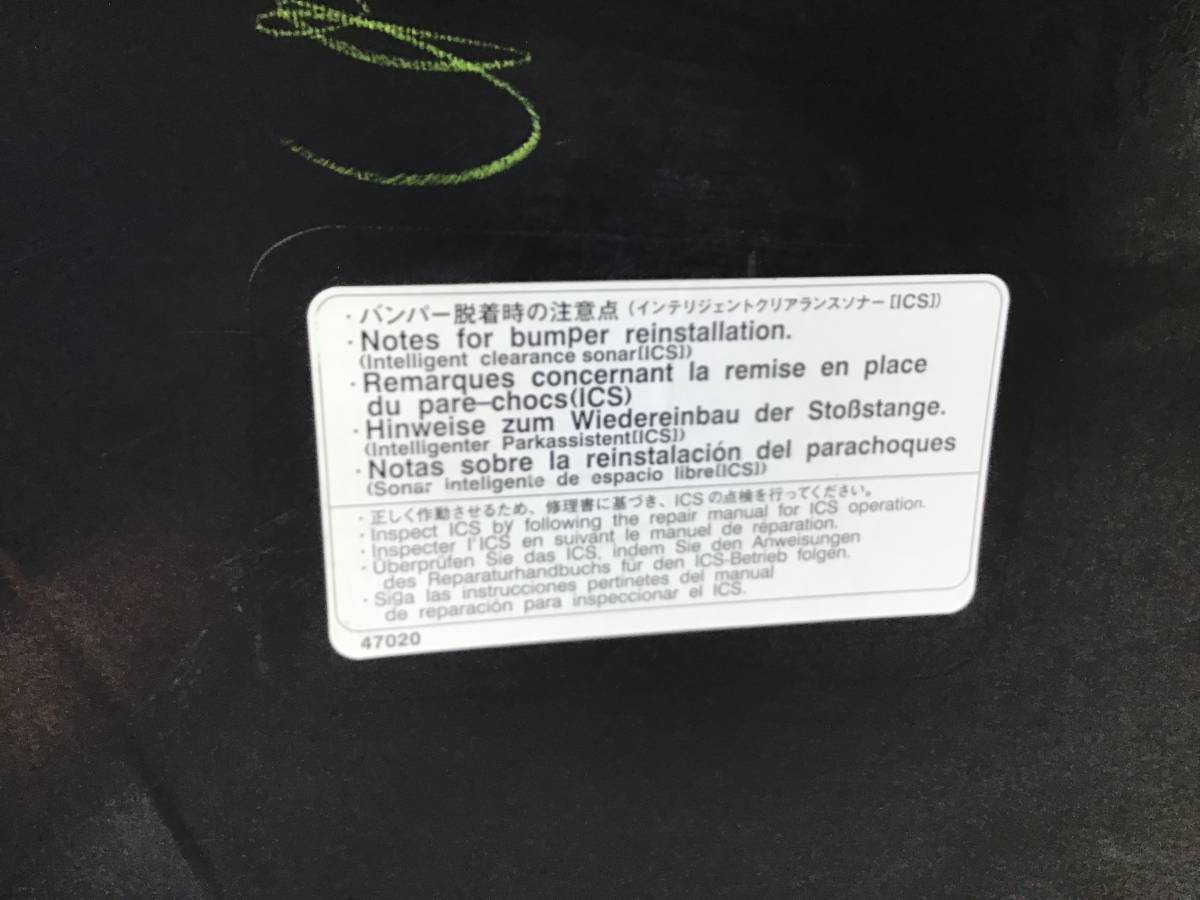 ・バンパー脱着時の注意点（インテリジェントクリアランスソナー［ICS］）
・Notes for bumper reinstallation.
(Intelligent clearance sonar[ICS])
・Remarques concernant la remise en place
du pare-chocs(ICS)
・Hinweise zum Wiedereinbau der Stoßstange.
(Intelligenter Parkassistent[ICS])
・Notas sobre la reinstalación del parachoques
(Sonar inteligente de espacio libre[ICS])
・正しく作動させるため、修理書に基づき、ICSの点検を行ってください。
・Inspect ICS by following the repair manual for ICS operation.
・Inspecter l'ICS en suivant le manuel de réparation.
・Überprüfen Sie das ICS, indem Sie den Anweisungen
des Reparaturhandbuchs für den ICS-Betrieb folgen.
・Siga las instrucciones pertinetes del manual
de reparación para inspeccionar el ICS.
47020